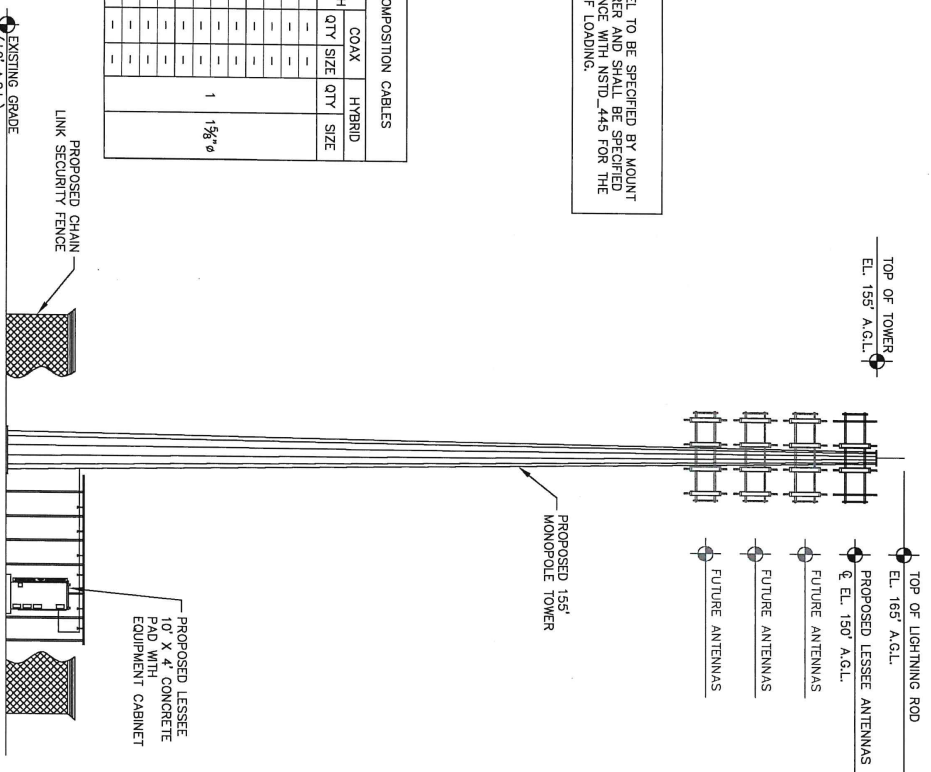 TOP OF LIGHTNING ROD
EL. 165' A.G.L.
TOP OF TOWER
EL. 155' A.G.L.
PROPOSED LESSEE ANTENNAS
℄ EL. 150' A.G.L.
FUTURE ANTENNAS
FUTURE ANTENNAS
FUTURE ANTENNAS
EL TO BE SPECIFIED BY MOUNT
RER AND SHALL BE SPECIFIED
NCE WITH NSTD_445 FOR THE
F LOADING.
PROPOSED 155'
MONOPOLE TOWER
OMPOSITION CABLES
COAX HYBRID
H QTY SIZE QTY SIZE
- -
- -
- -
- -
- -
- - 1 1⅝"ø
- -
- -
- -
- -
- -
PROPOSED LESSEE
10' X 4' CONCRETE
PAD WITH
EQUIPMENT CABINET
PROPOSED CHAIN
LINK SECURITY FENCE
EXISTING GRADE